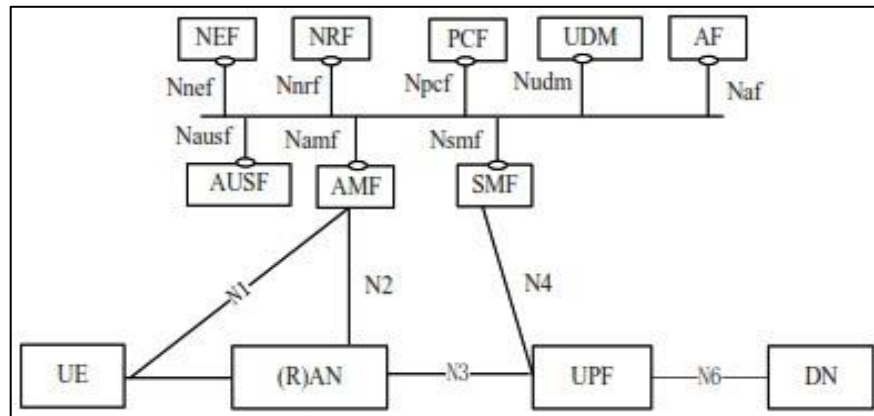 NEF NRF PCF UDM AF
Nnef Nnrf Npcf Nudm Naf
Nausf Namf Nsmf
AUSF AMF SMF
N1 N2 N4
UE (R)AN N3 UPF N6 DN